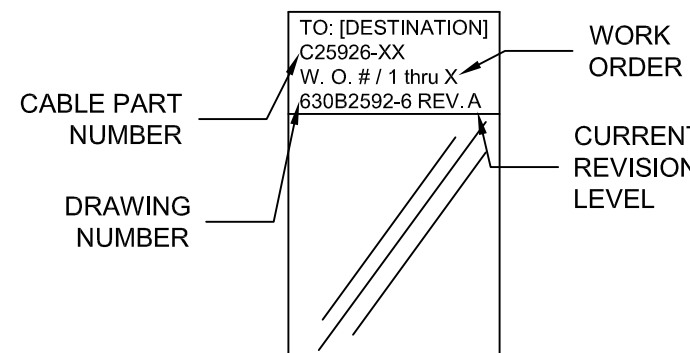 TO: [DESTINATION]
C25926-XX
W. O. # / 1 thru X
630B2592-6 REV. A
CABLE PART
NUMBER
DRAWING
NUMBER
WORK
ORDER
CURRENT
REVISION
LEVEL